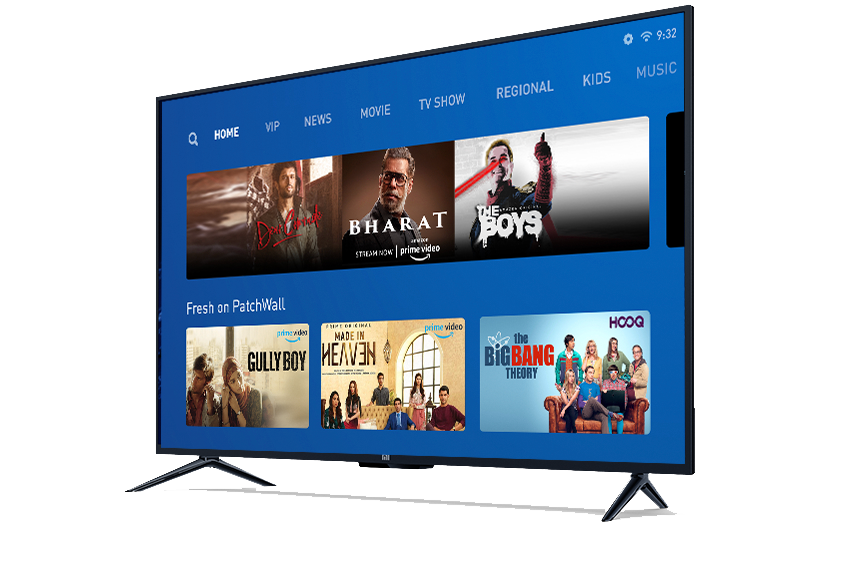 9:32
HOME VIP NEWS MOVIE TV SHOW REGIONAL KIDS MUSIC
Dear Comrade
BHARAT
STREAM NOW | amazon prime video
THE BOYS
Fresh on PatchWall
prime video
GULLY BOY
PRIME ORIGINAL
MADE IN
HEAVEN
prime video
HOOQ
the
BIG BANG
THEORY
mi